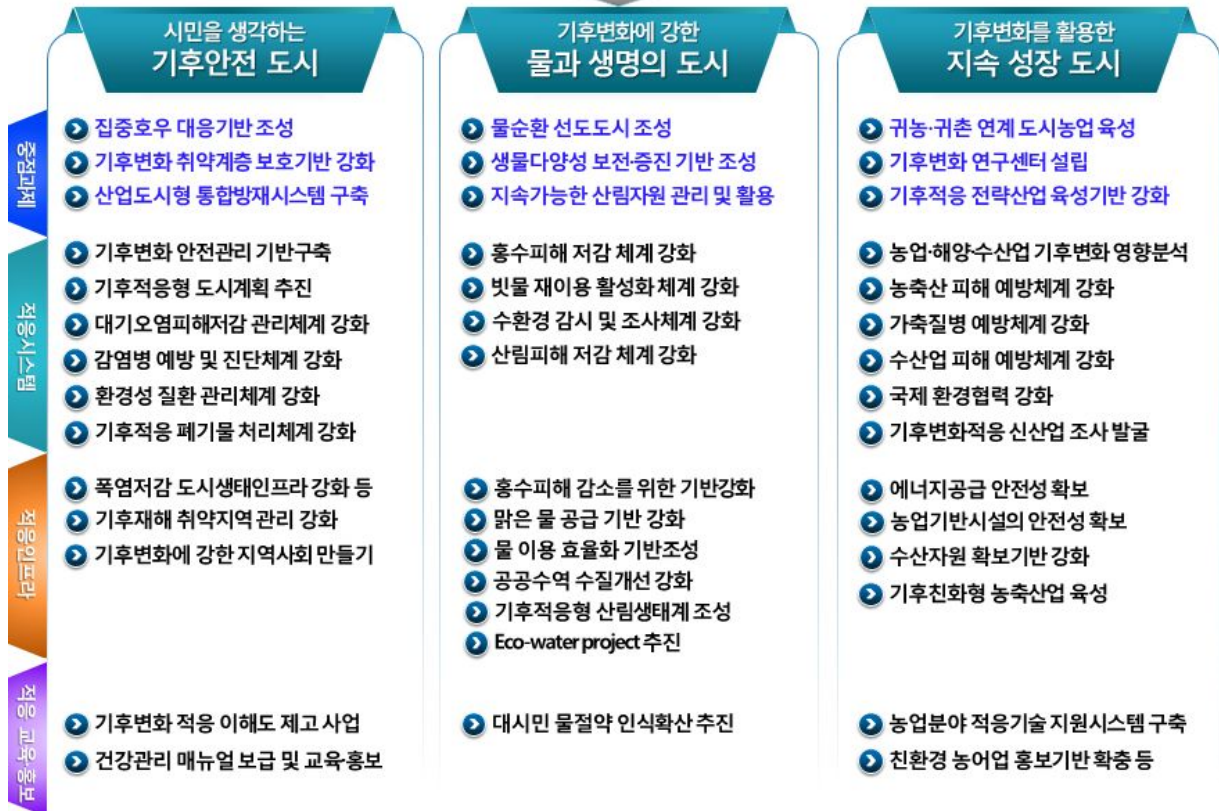 시민을 생각하는
기후안전 도시
기후변화에 강한
물과 생명의 도시
기후변화를 활용한
지속 성장 도시
중점과제
집중호우 대응기반 조성
기후변화 취약계층 보호기반 강화
산업도시형 통합방재시스템 구축
물순환 선도도시 조성
생물다양성 보전·증진 기반 조성
지속가능한 산림자원 관리 및 활용
귀농·귀촌 연계 도시농업 육성
기후변화 연구센터 설립
기후적응 전략산업 육성기반 강화
적응시스템
기후변화 안전관리 기반구축
기후적응형 도시계획 추진
대기오염피해저감 관리체계 강화
감염병 예방 및 진단체계 강화
환경성 질환 관리체계 강화
기후적응 폐기물 처리체계 강화
홍수피해 저감 체계 강화
빗물 재이용 활성화 체계 강화
수환경 감시 및 조사체계 강화
산림피해 저감 체계 강화
농업·해양·수산업 기후변화 영향분석
농축산 피해 예방체계 강화
가축질병 예방체계 강화
수산업 피해 예방체계 강화
국제 환경협력 강화
기후변화적응 신산업 조사 발굴
적응인프라
폭염저감 도시생태인프라 강화 등
기후재해 취약지역 관리 강화
기후변화에 강한 지역사회 만들기
홍수피해 감소를 위한 기반강화
맑은 물 공급 기반 강화
물 이용 효율화 기반조성
공공수역 수질개선 강화
기후적응형 산림생태계 조성
Eco-water project 추진
에너지공급 안전성 확보
농업기반시설의 안전성 확보
수산자원 확보기반 강화
기후친화형 농축산업 육성
적응 교육·홍보
기후변화 적응 이해도 제고 사업
건강관리 매뉴얼 보급 및 교육·홍보
대시민 물절약 인식확산 추진
농업분야 적응기술 지원시스템 구축
친환경 농어업 홍보기반 확충 등